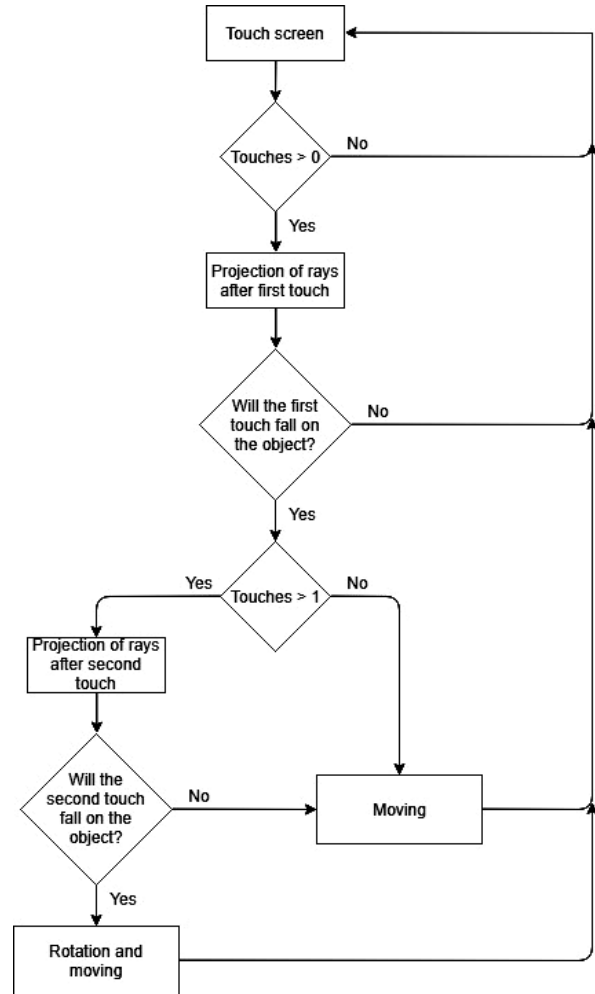 Touch screen
Touches > 0
No
Yes
Projection of rays
after first touch
Will the first
touch fall on
the object?
No
Yes
Yes
Touches > 1
No
Projection of rays
after second
touch
Will the
second touch
fall on the
object?
No
Moving
Yes
Rotation and
moving